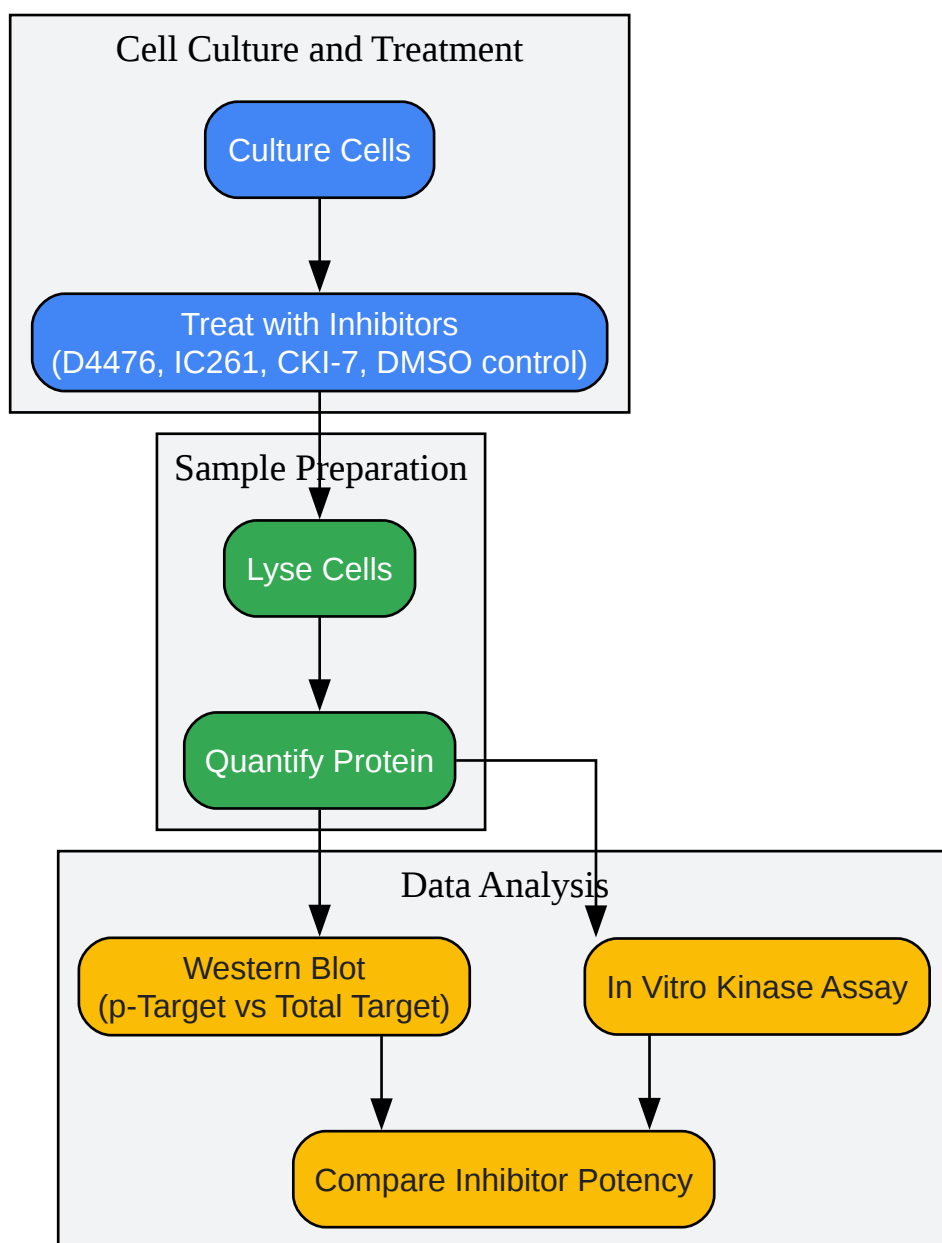 Cell Culture and Treatment
Culture Cells
Treat with Inhibitors
(D4476, IC261, CKI-7, DMSO control)
Sample Preparation
Lyse Cells
Quantify Protein
Data Analysis
Western Blot
(p-Target vs Total Target)
In Vitro Kinase Assay
Compare Inhibitor Potency